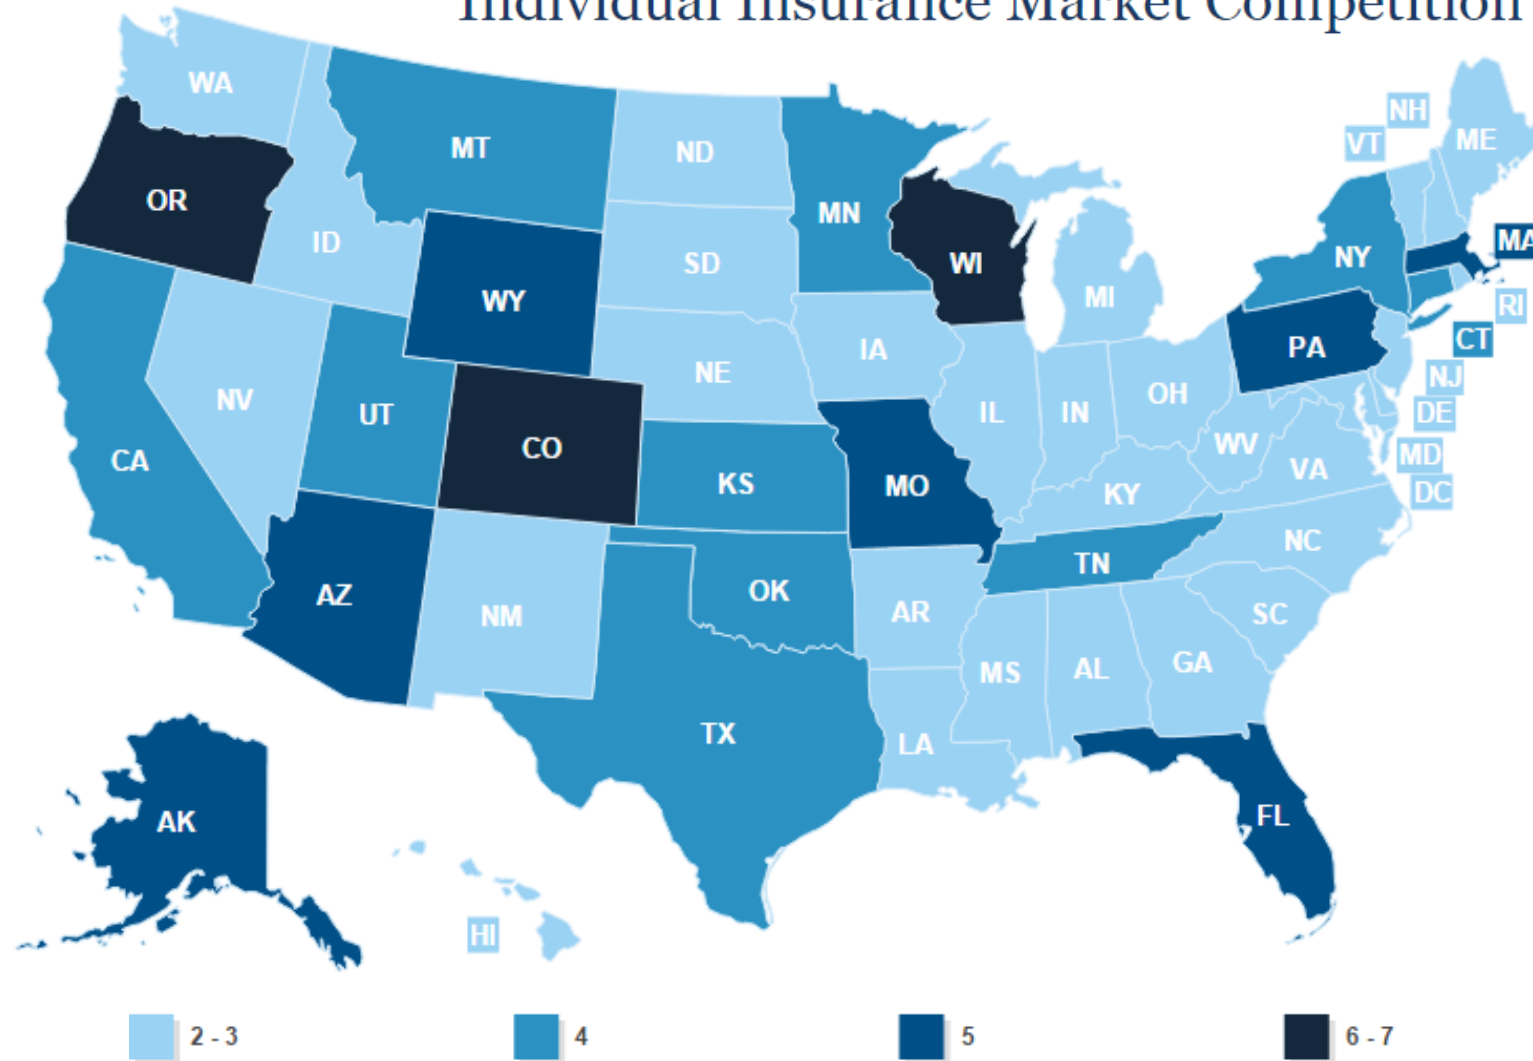 Individual Insurance Market Competition
WA
MT
ND
MN
NH
VT
ME
OR
ID
WY
SD
WI
MI
NY
MA
RI
CT
NV
UT
CO
NE
IA
IL
IN
OH
PA
NJ
DE
MD
DC
CA
KS
MO
KY
WV
VA
AZ
NM
OK
AR
TN
NC
SC
TX
LA
MS
AL
GA
FL
AK
HI
2 - 3
4
5
6 - 7